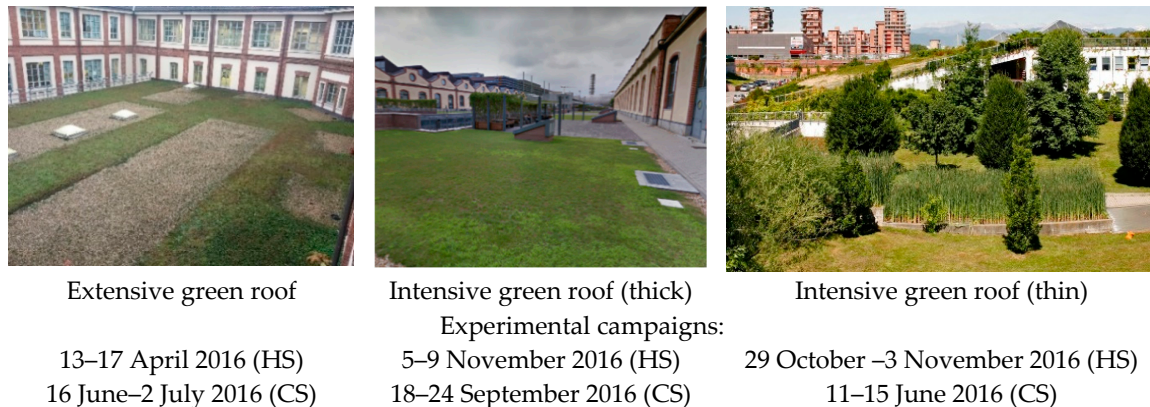 Extensive green roof
Intensive green roof (thick)
Intensive green roof (thin)
Experimental campaigns:
13–17 April 2016 (HS)
5–9 November 2016 (HS)
29 October –3 November 2016 (HS)
16 June–2 July 2016 (CS)
18–24 September 2016 (CS)
11–15 June 2016 (CS)